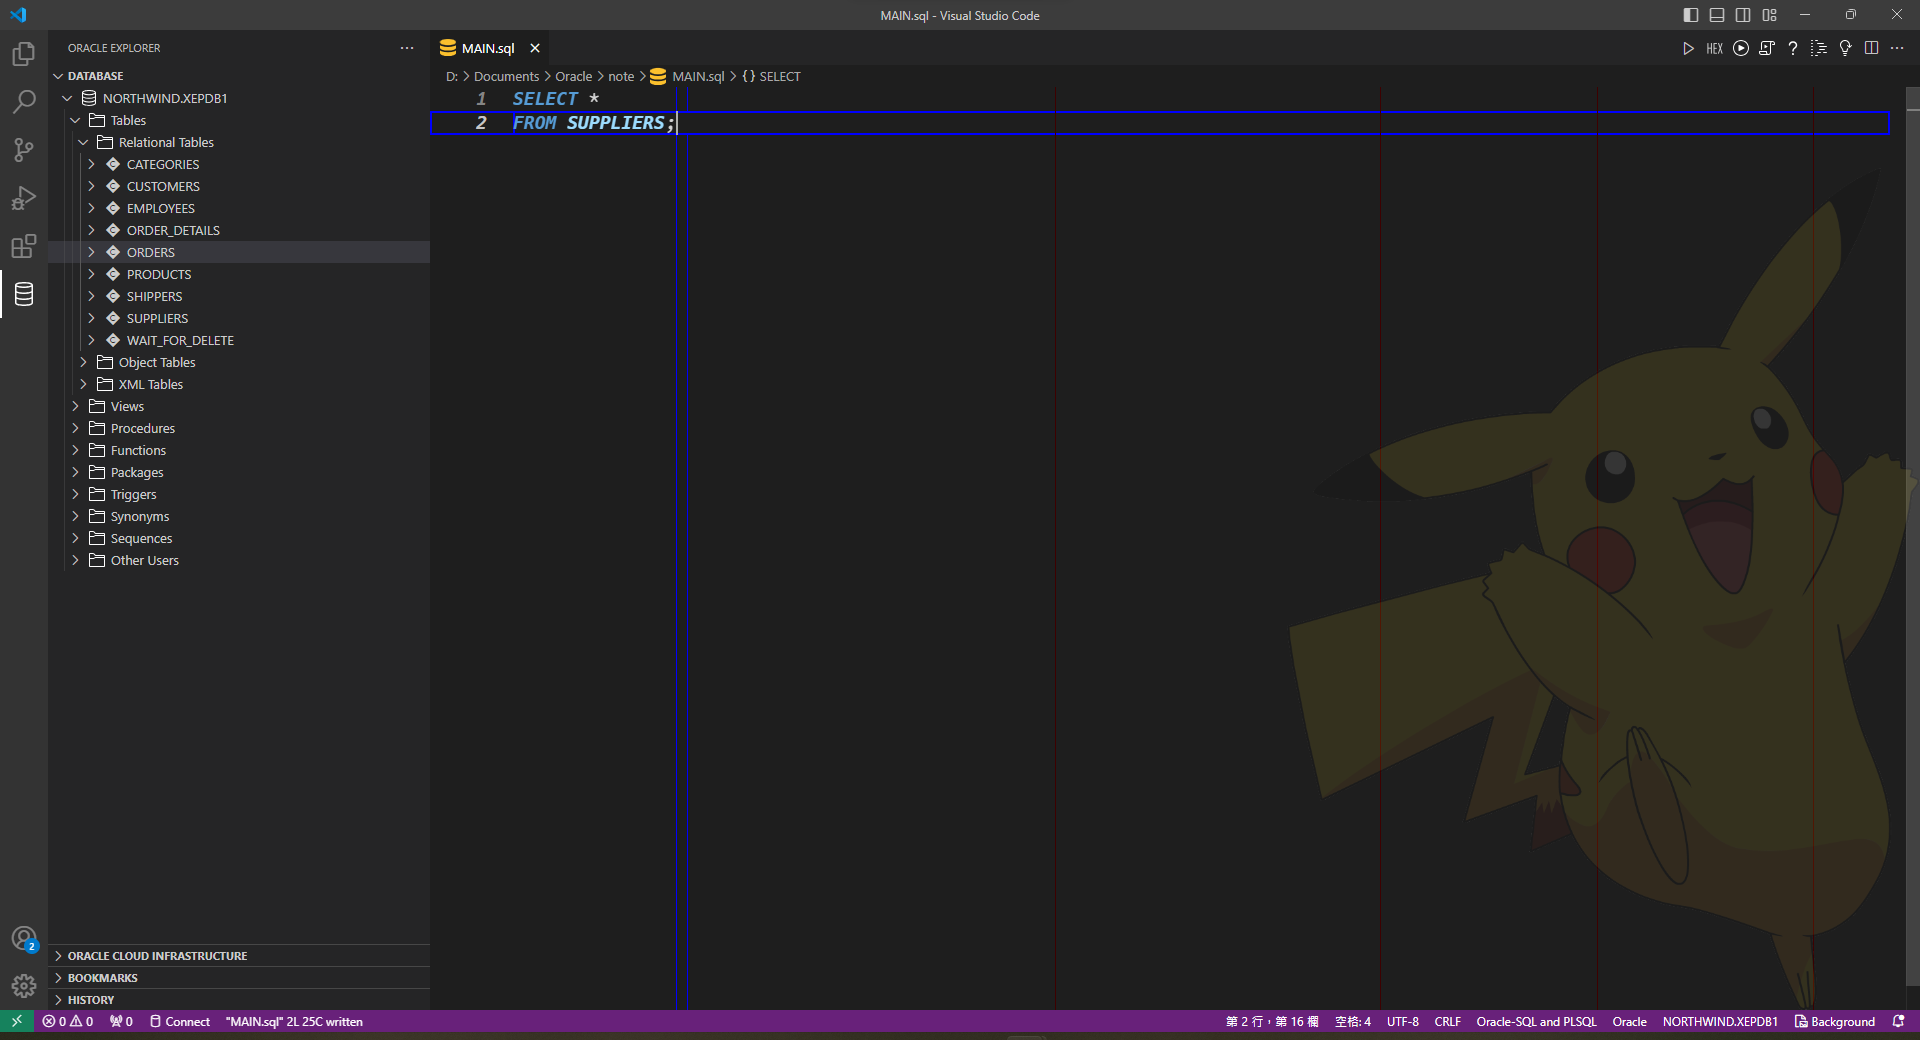 MAIN.sql - Visual Studio Code
ORACLE EXPLORER
MAIN.sql
HEX
DATABASE
D: > Documents > Oracle > note > MAIN.sql > {} SELECT
NORTHWIND.XEPDB1
1 SELECT *
Tables
2 FROM SUPPLIERS;
Relational Tables
CATEGORIES
CUSTOMERS
EMPLOYEES
ORDER_DETAILS
ORDERS
PRODUCTS
SHIPPERS
SUPPLIERS
WAIT_FOR_DELETE
Object Tables
XML Tables
Views
Procedures
Functions
Packages
Triggers
Synonyms
Sequences
Other Users
2
ORACLE CLOUD INFRASTRUCTURE
BOOKMARKS
HISTORY
0 0 0 Connect "MAIN.sql" 2L 25C written 第 2 行,第 16 欄 空格: 4 UTF-8 CRLF Oracle-SQL and PLSQL Oracle NORTHWIND.XEPDB1 Background